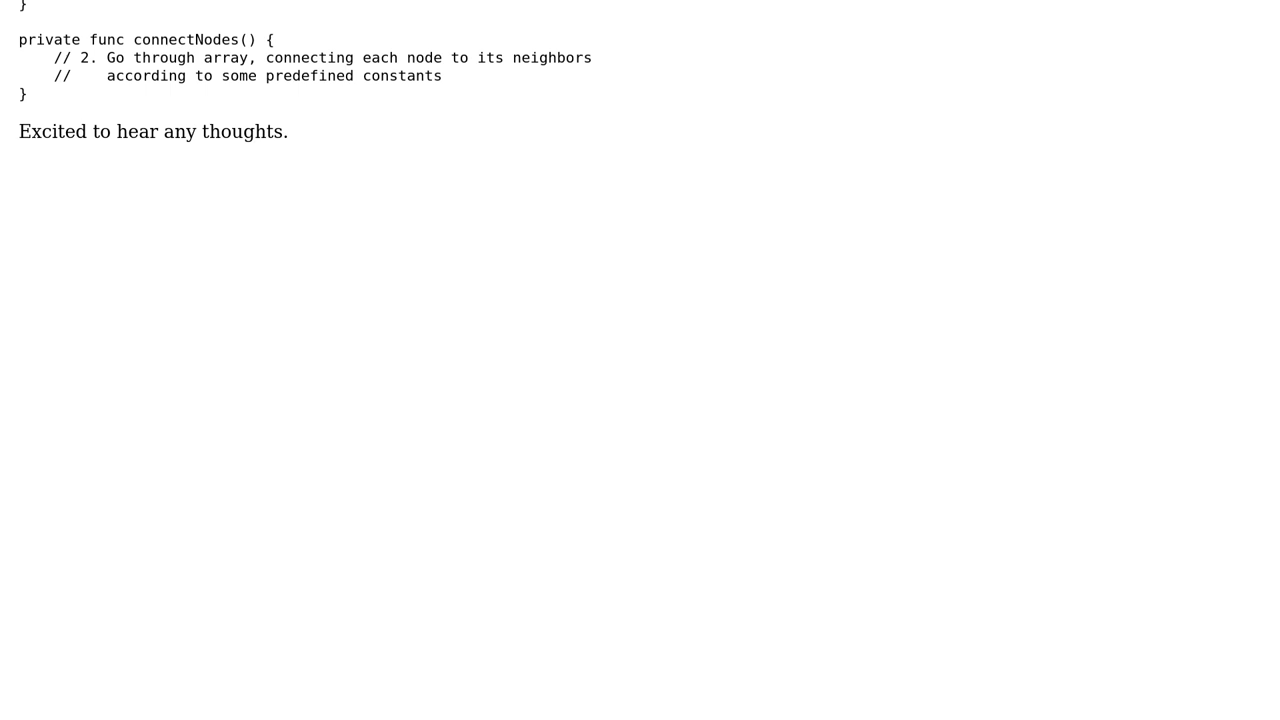 }
private func connectNodes() {
    // 2. Go through array, connecting each node to its neighbors
    //    according to some predefined constants
}
Excited to hear any thoughts.